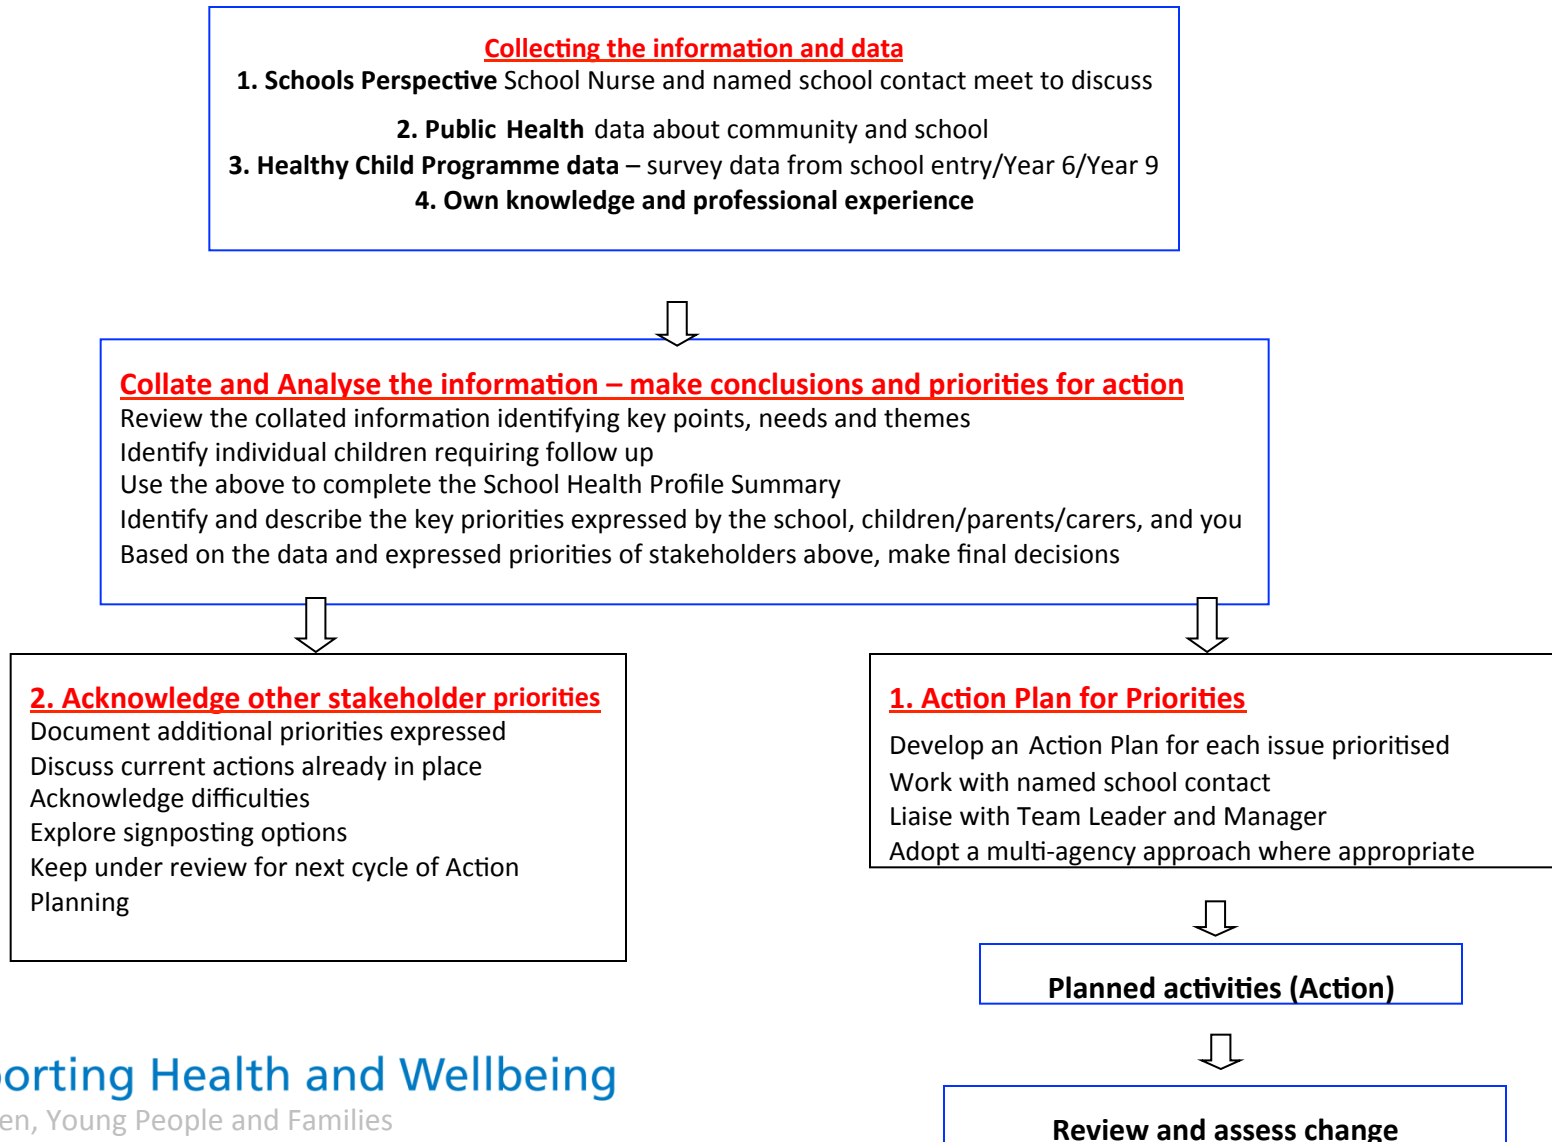 Collecting the information and data
1. Schools Perspective School Nurse and named school contact meet to discuss
2. Public Health data about community and school
3. Healthy Child Programme data – survey data from school entry/Year 6/Year 9
4. Own knowledge and professional experience
Collate and Analyse the information – make conclusions and priorities for action
Review the collated information identifying key points, needs and themes
Identify individual children requiring follow up
Use the above to complete the School Health Profile Summary
Identify and describe the key priorities expressed by the school, children/parents/carers, and you
Based on the data and expressed priorities of stakeholders above, make final decisions
2. Acknowledge other stakeholder priorities
Document additional priorities expressed
Discuss current actions already in place
Acknowledge difficulties
Explore signposting options
Keep under review for next cycle of Action
Planning
1. Action Plan for Priorities
Develop an Action Plan for each issue prioritised
Work with named school contact
Liaise with Team Leader and Manager
Adopt a multi-agency approach where appropriate
Planned activities (Action)
Review and assess change
orting Health and Wellbeing
en, Young People and Families